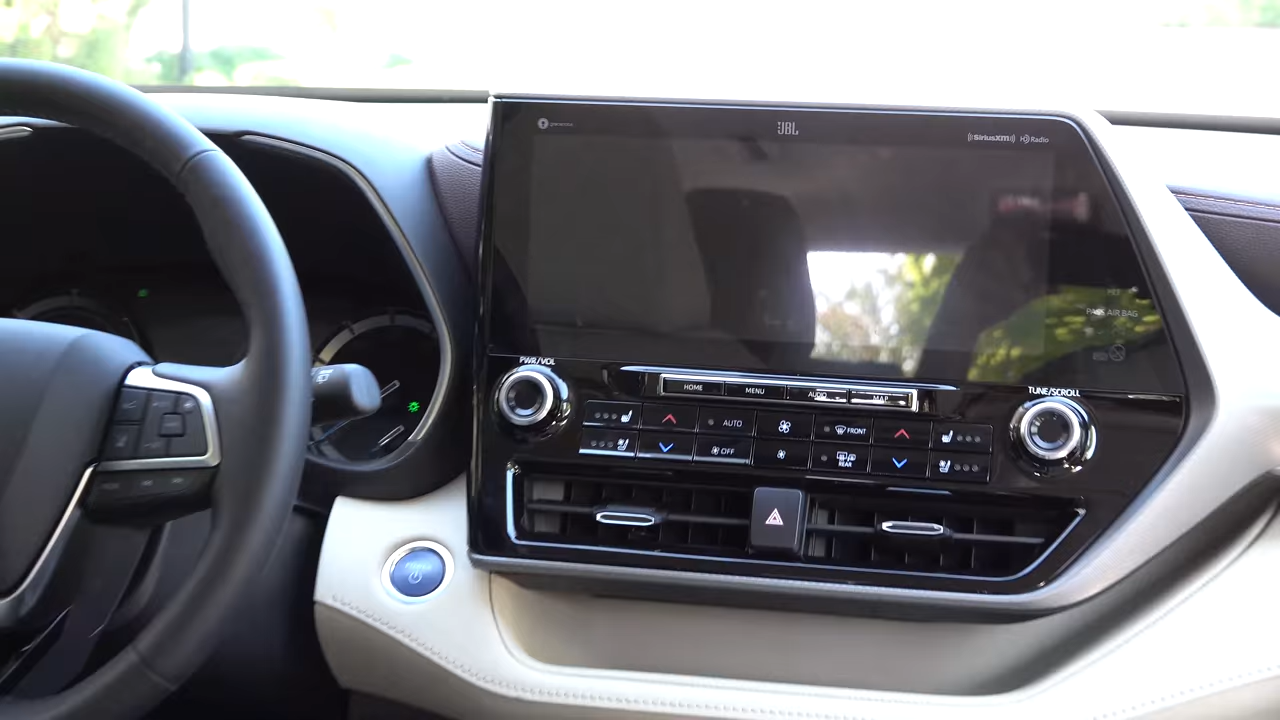 JBL
SiriusXM HD Radio
PASS AIR BAG
PWR/VOL
TUNE/SCROLL
HOME MENU AUDIO MAP
AUTO FRONT
OFF REAR
POWER